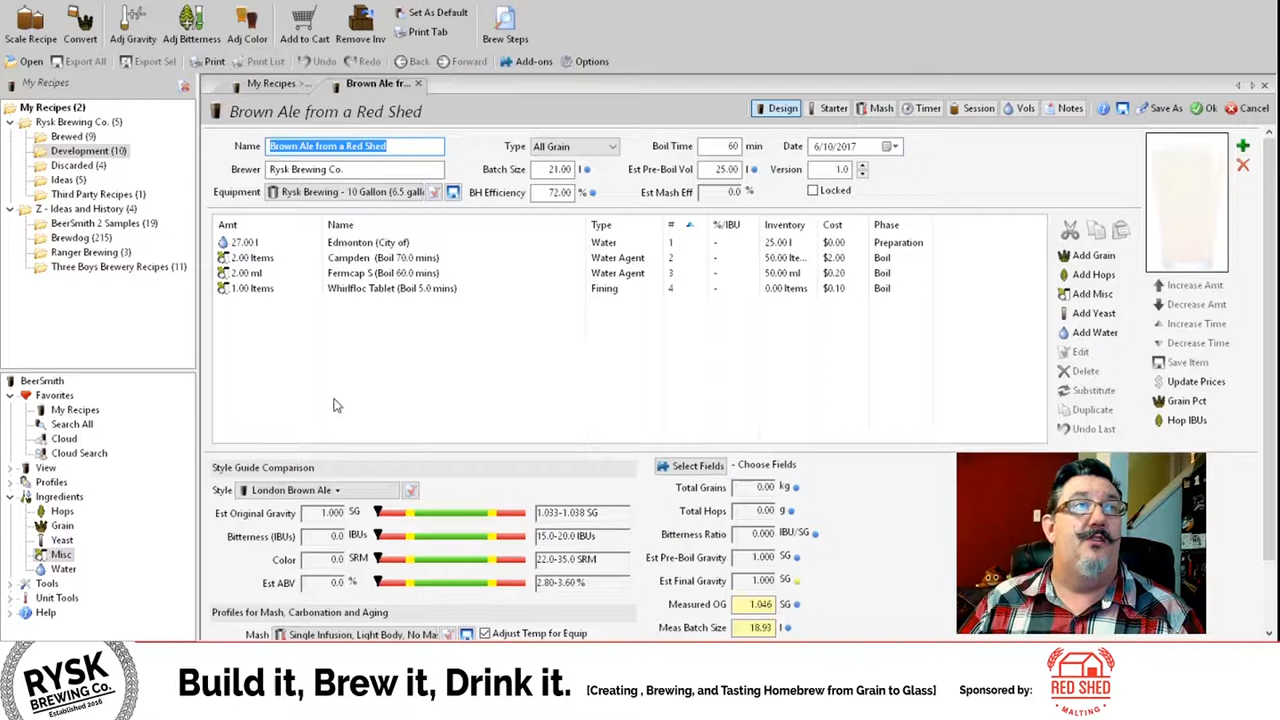 Scale Recipe Convert Adj Gravity Adj Bitterness Adj Color Add to Cart Remove Inv Set As Default Print Tab Brew Steps
Open Export All Export Sel Print Print List Undo Redo Back Forward Add-ons Options
My Recipes
My Recipes >... Brown Ale fr...
My Recipes (2)
Rysk Brewing Co. (5)
Brewed (9)
Development (10)
Discarded (4)
Ideas (5)
Third Party Recipes (1)
Z - Ideas and History (4)
BeerSmith 2 Samples (19)
Brewdog (215)
Ranger Brewing (3)
Three Boys Brewery Recipes (11)
BeerSmith
Favorites
My Recipes
Search All
Cloud
Cloud Search
View
Profiles
Ingredients
Hops
Grain
Yeast
Misc
Water
Tools
Unit Tools
Help
Brown Ale from a Red Shed
Design Starter Mash Timer Session Vols Notes Save As Ok Cancel
Name Brown Ale from a Red Shed Type All Grain Boil Time 60 min Date 6/10/2017
Brewer Rysk Brewing Co. Batch Size 21.00 l Est Pre-Boil Vol 25.00 l Version 1.0
Equipment Rysk Brewing - 10 Gallon (6.5 gall BH Efficiency 72.00 % Est Mash Eff 0.0 % Locked
Amt Name Type # %/IBU Inventory Cost Phase
27.00 l Edmonton (City of) Water 1 - 25.00 l $0.00 Preparation
2.00 Items Campden (Boil 70.0 mins) Water Agent 2 - 50.00 Ite... $2.00 Boil
2.00 ml Fermcap S (Boil 60.0 mins) Water Agent 3 - 50.00 ml $0.20 Boil
1.00 Items Whirlfloc Tablet (Boil 5.0 mins) Fining 4 - 0.00 Items $0.10 Boil
Add Grain
Add Hops
Add Misc
Add Yeast
Add Water
Edit
Delete
Substitute
Duplicate
Undo Last
Increase Amt
Decrease Amt
Increase Time
Decrease Time
Save Item
Update Prices
Grain Pct
Hop IBUs
Style Guide Comparison
Style London Brown Ale
Est Original Gravity 1.000 SG 1.033-1.038 SG
Bitterness (IBUs) 0.0 IBUs 15.0-20.0 IBUs
Color 0.0 SRM 22.0-35.0 SRM
Est ABV 0.0 % 2.80-3.60 %
Profiles for Mash, Carbonation and Aging
Mash Single Infusion, Light Body, No Ma Adjust Temp for Equip
Select Fields - Choose Fields
Total Grains 0.00 kg
Total Hops 0.00 g
Bitterness Ratio 0.000 IBU/SG
Est Pre-Boil Gravity 1.000 SG
Est Final Gravity 1.000 SG
Measured OG 1.046 SG
Meas Batch Size 18.93 l
RYSK
BREWING CO.
Established 2016
Build it, Brew it, Drink it. [Creating , Brewing, and Tasting Homebrew from Grain to Glass] Sponsored by:
RED SHED
MALTING